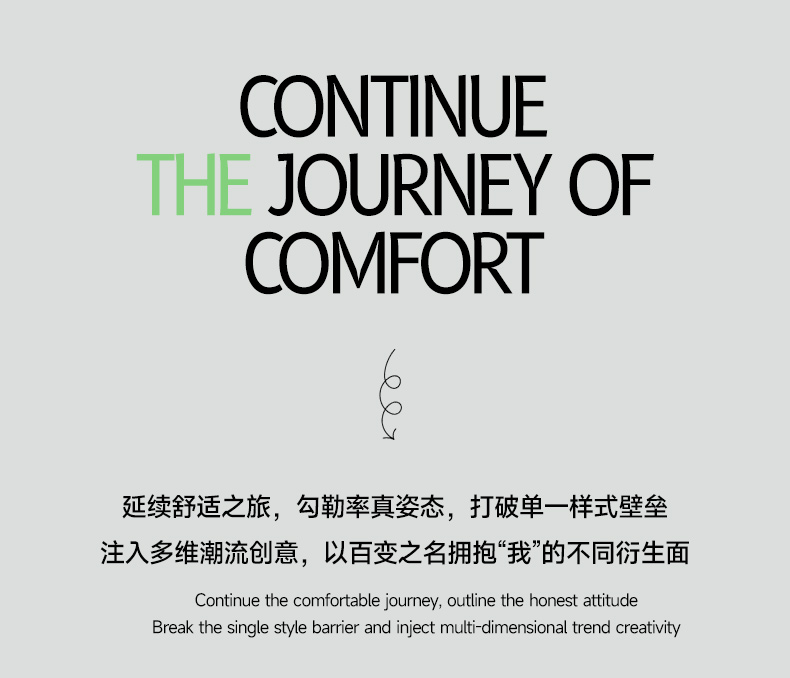 CONTINUE
THE JOURNEY OF
COMFORT
延续舒适之旅，勾勒率真姿态，打破单一样式壁垒
注入多维潮流创意，以百变之名拥抱“我”的不同衍生面
Continue the comfortable journey, outline the honest attitude
Break the single style barrier and inject multi-dimensional trend creativity